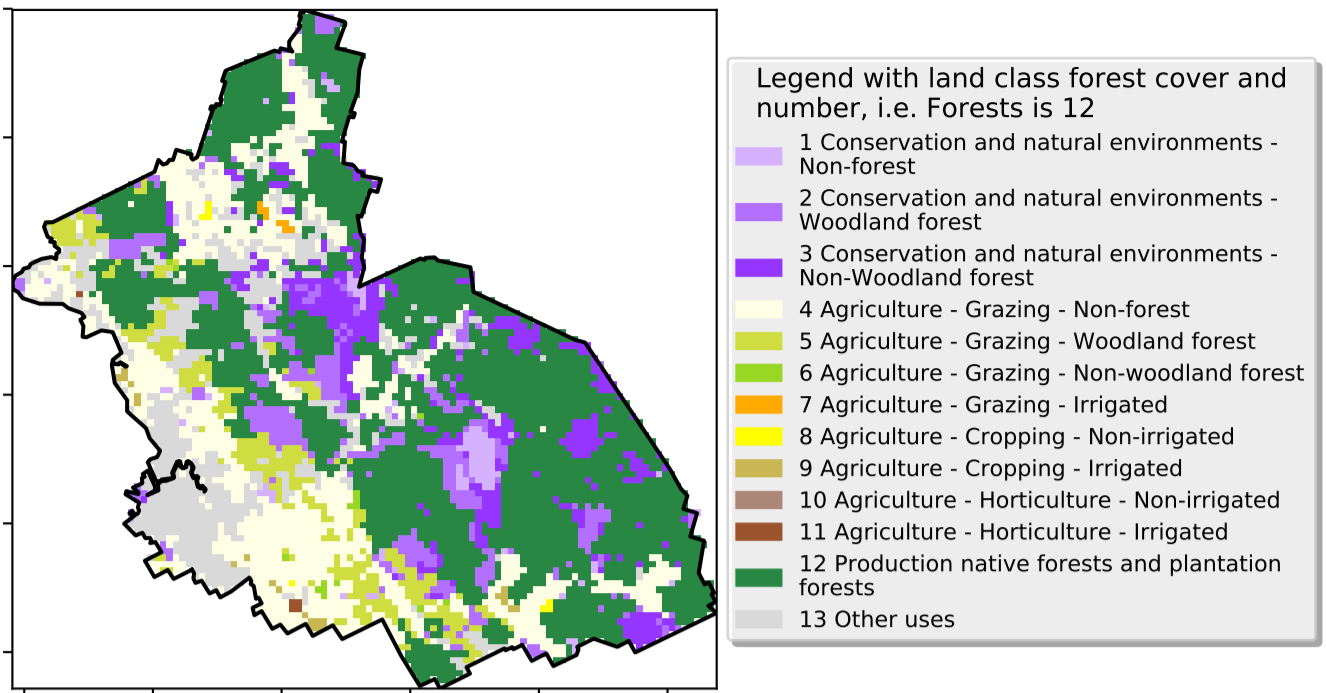 Legend with land class forest cover and
number, i.e. Forests is 12
1 Conservation and natural environments -
Non-forest
2 Conservation and natural environments -
Woodland forest
3 Conservation and natural environments -
Non-Woodland forest
4 Agriculture - Grazing - Non-forest
5 Agriculture - Grazing - Woodland forest
6 Agriculture - Grazing - Non-woodland forest
7 Agriculture - Grazing - Irrigated
8 Agriculture - Cropping - Non-irrigated
9 Agriculture - Cropping - Irrigated
10 Agriculture - Horticulture - Non-irrigated
11 Agriculture - Horticulture - Irrigated
12 Production native forests and plantation
forests
13 Other uses